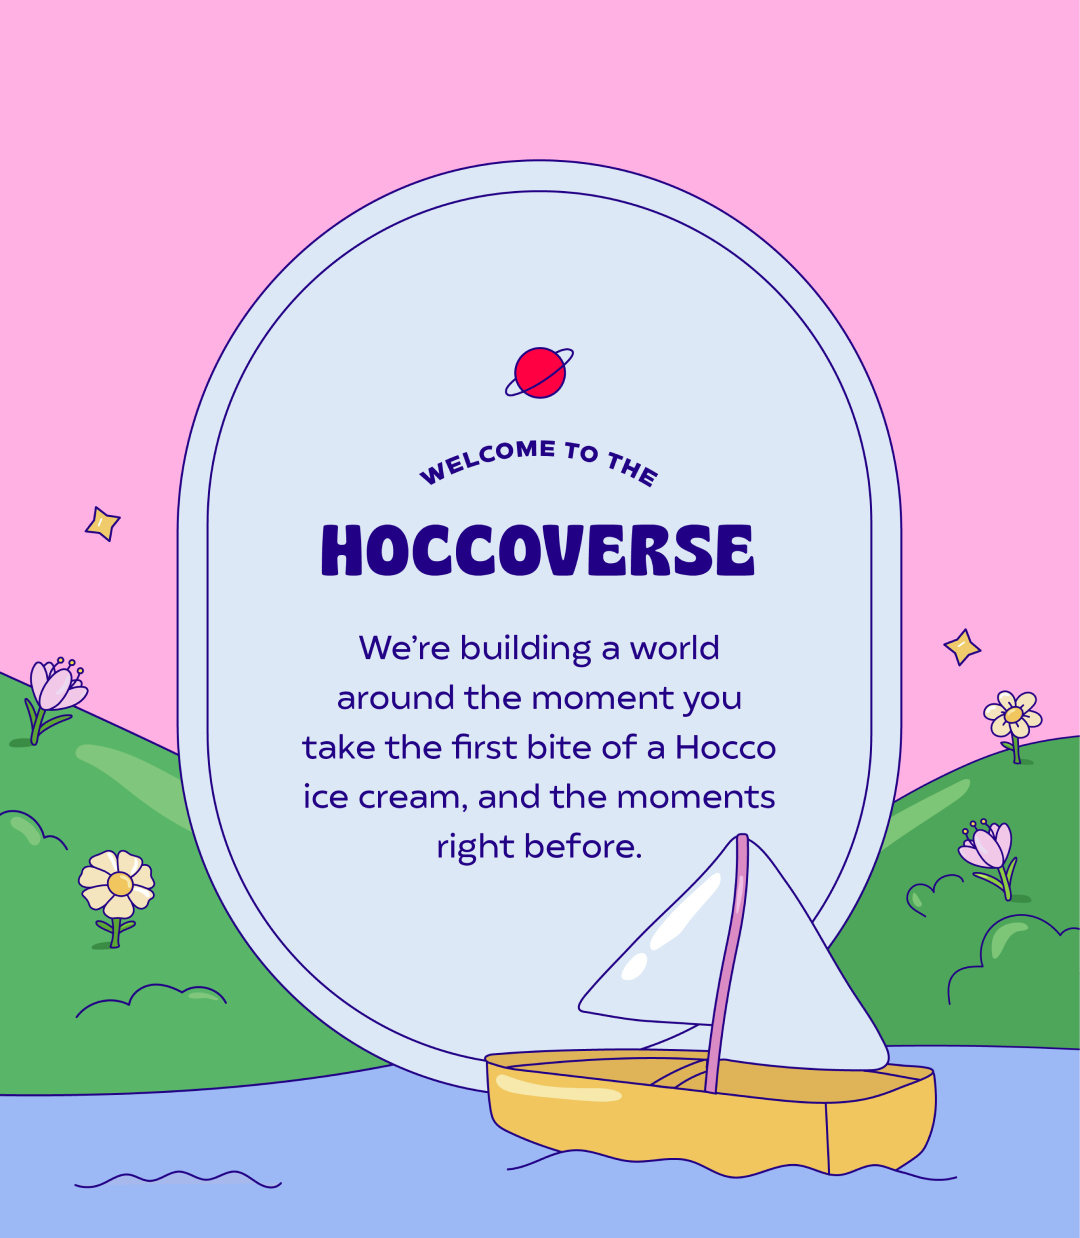 WELCOME TO THE
HOCCOVERSE
We’re building a world
around the moment you
take the first bite of a Hocco
ice cream, and the moments
right before.